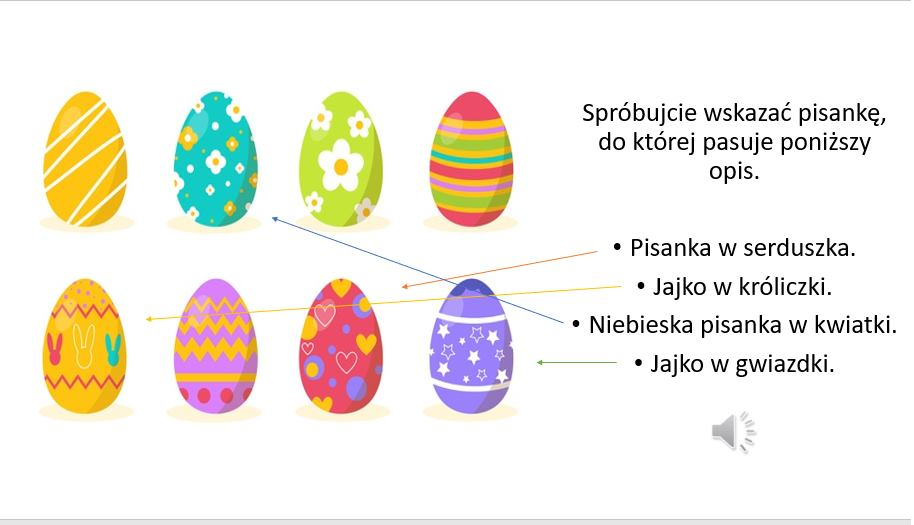 Spróbujcie wskazać pisankę,
do której pasuje poniższy
opis.
• Pisanka w serduszka.
• Jajko w króliczki.
• Niebieska pisanka w kwiatki.
• Jajko w gwiazdki.